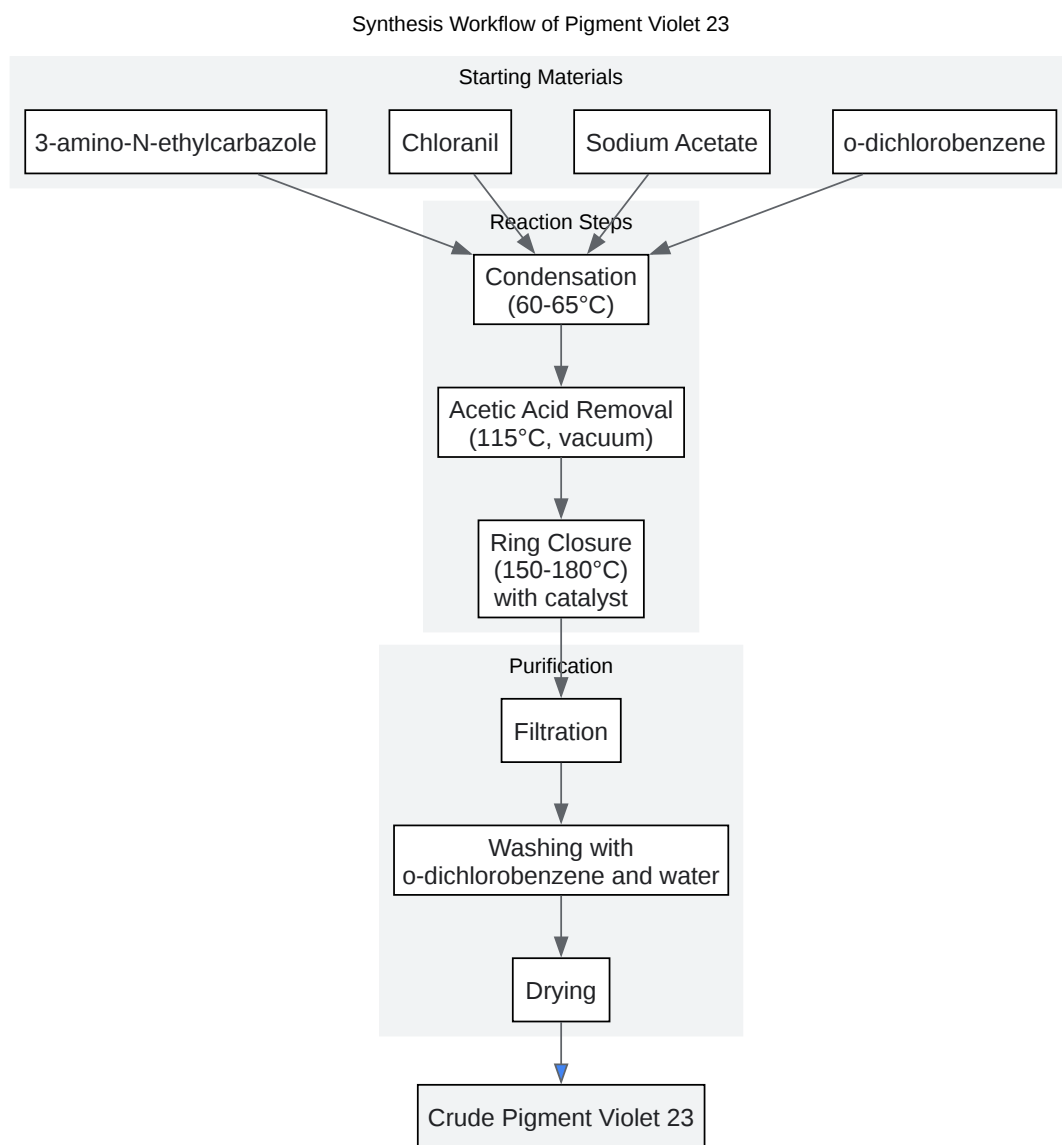 Synthesis Workflow of Pigment Violet 23
Starting Materials
3-amino-N-ethylcarbazole
Chloranil
Sodium Acetate
o-dichlorobenzene
Reaction Steps
Condensation
(60-65°C)
Acetic Acid Removal
(115°C, vacuum)
Ring Closure
(150-180°C)
with catalyst
Purification
Filtration
Washing with
o-dichlorobenzene and water
Drying
Crude Pigment Violet 23